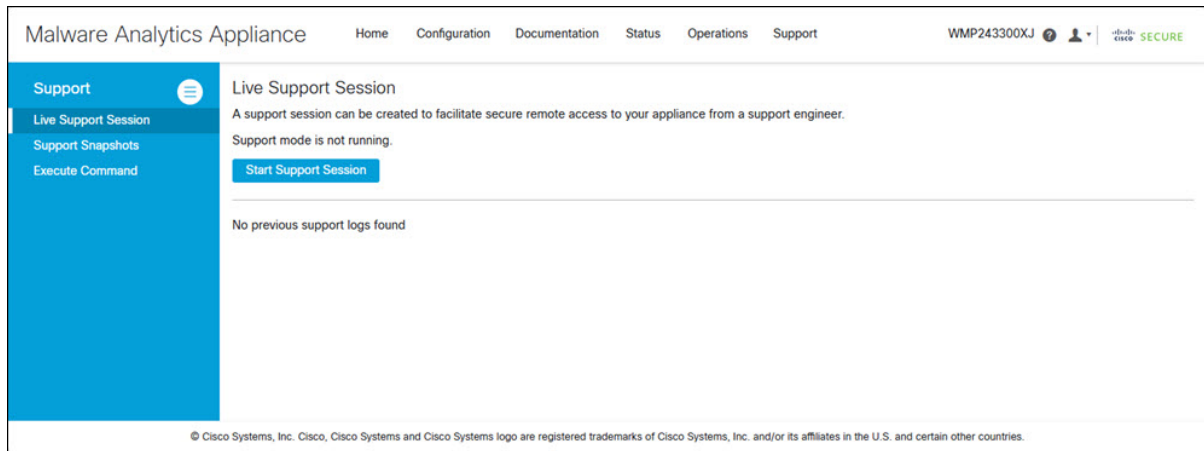 Malware Analytics Appliance
Home Configuration Documentation Status Operations Support
WMP243300XJ
CISCO SECURE
Support
Live Support Session
Support Snapshots
Execute Command
Live Support Session
A support session can be created to facilitate secure remote access to your appliance from a support engineer.
Support mode is not running.
Start Support Session
No previous support logs found
© Cisco Systems, Inc. Cisco, Cisco Systems and Cisco Systems logo are registered trademarks of Cisco Systems, Inc. and/or its affiliates in the U.S. and certain other countries.